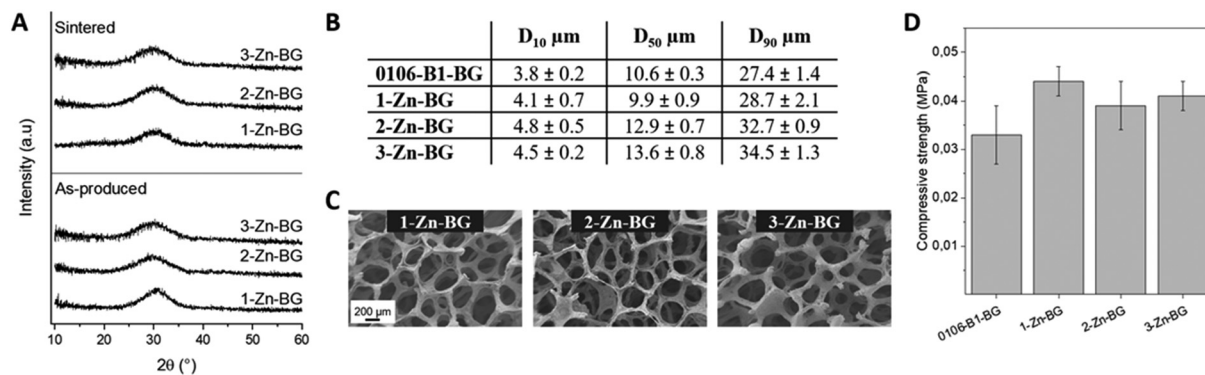 A
Sintered
3-Zn-BG
2-Zn-BG
1-Zn-BG
As-produced
3-Zn-BG
2-Zn-BG
1-Zn-BG
Intensity (a.u)
10 20 30 40 50 60
2θ (°)
B
D10 μm D50 μm D90 μm
0106-B1-BG 3.8 ± 0.2 10.6 ± 0.3 27.4 ± 1.4
1-Zn-BG 4.1 ± 0.7 9.9 ± 0.9 28.7 ± 2.1
2-Zn-BG 4.8 ± 0.5 12.9 ± 0.7 32.7 ± 0.9
3-Zn-BG 4.5 ± 0.2 13.6 ± 0.8 34.5 ± 1.3
C
1-Zn-BG 2-Zn-BG 3-Zn-BG
200 μm
D
Compressive strength (MPa)
0,05
0,04
0,03
0,02
0,01
0106-B1-BG 1-Zn-BG 2-Zn-BG 3-Zn-BG